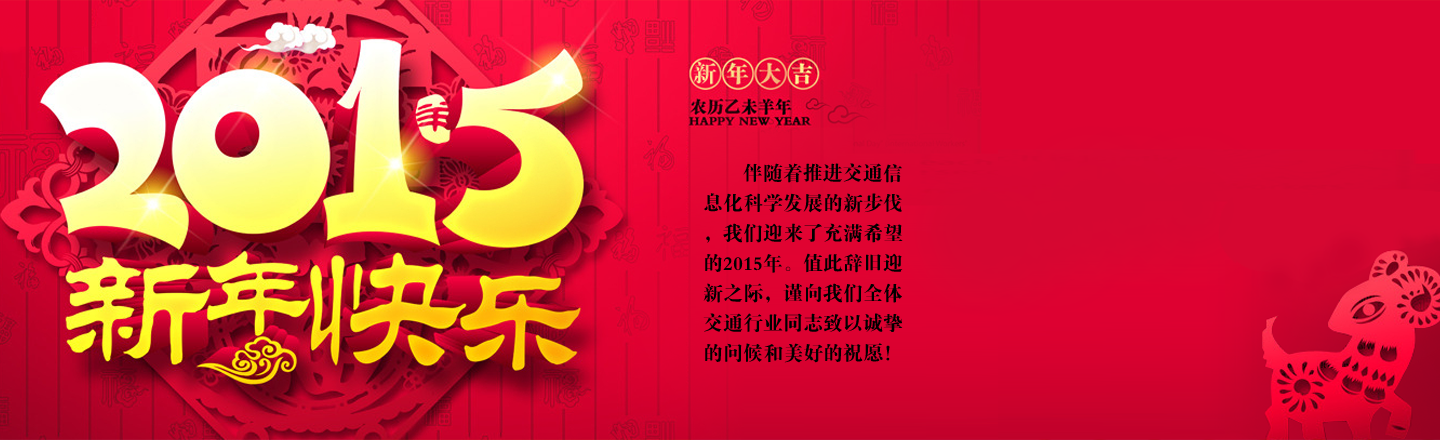 2015
羊
新年快乐
新年大吉
农历乙未羊年
HAPPY NEW YEAR
伴随着推进交通信
息化科学发展的新步伐
，我们迎来了充满希望
的2015年。值此辞旧迎
新之际，谨向我们全体
交通行业同志致以诚挚
的问候和美好的祝愿！